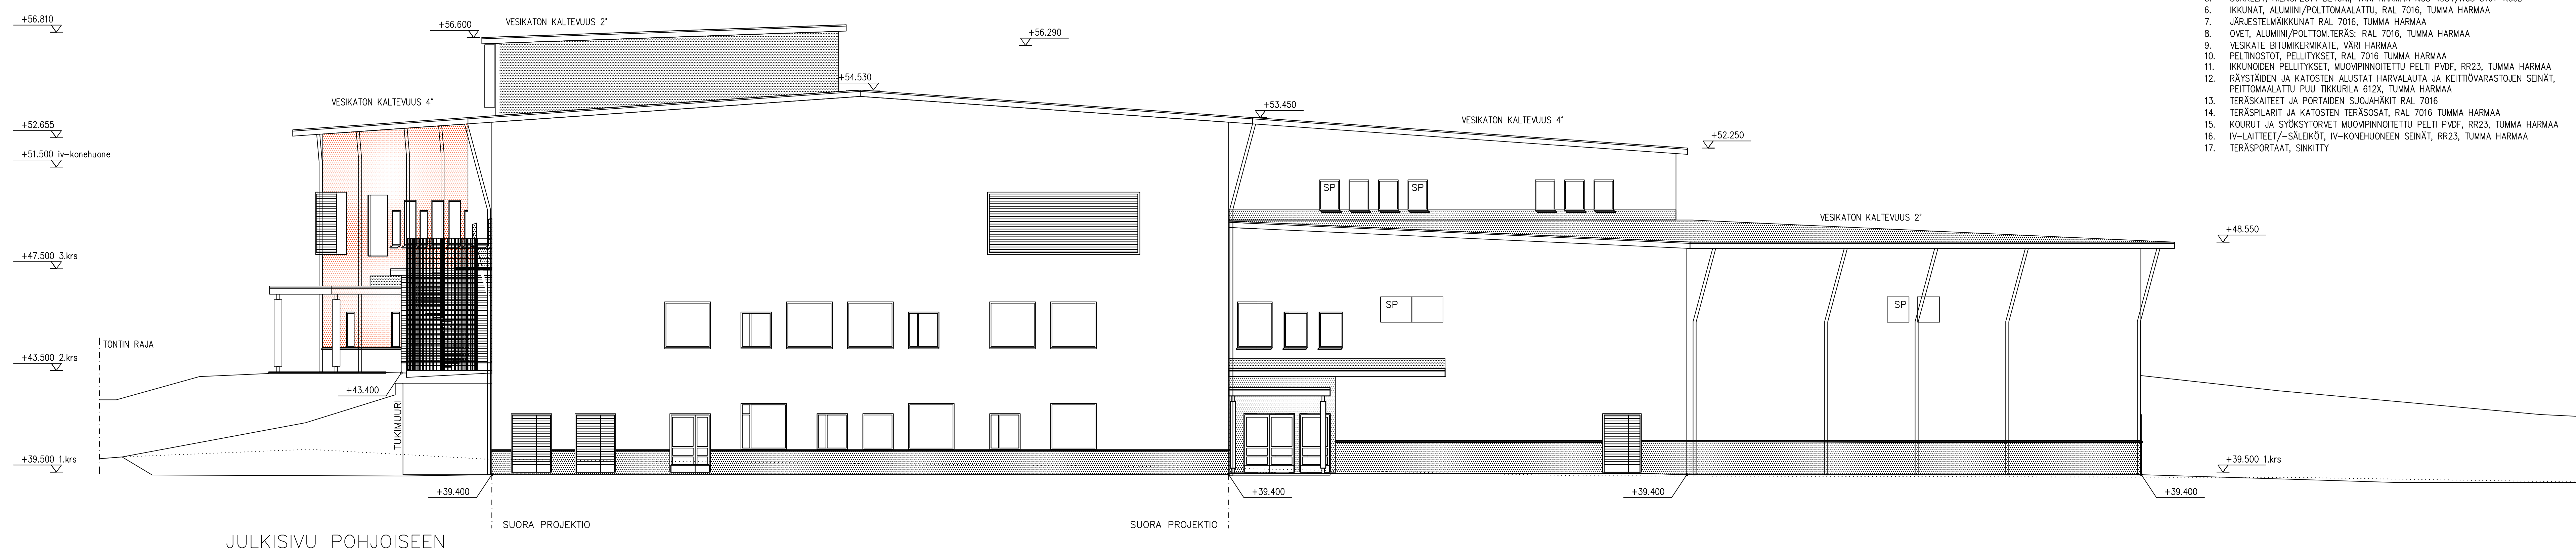 +56.810
+56.600
VESIKATON KALTEVUUS 2°
+56.290
+54.530
VESIKATON KALTEVUUS 4°
+53.450
VESIKATON KALTEVUUS 4°
+52.655
+52.250
+51.500 iv-konehuone
SP
SP
VESIKATON KALTEVUUS 2°
+48.550
+47.500 3.krs
SP
SP
TONTIN RAJA
+43.500 2.krs
+43.400
TUKIMUURI
+39.500 1.krs
+39.500 1.krs
+39.400
+39.400
+39.400
+39.400
SUORA PROJEKTIO
SUORA PROJEKTIO
JULKISIVU POHJOISEEN
6. IKKUNAT, ALUMIINI/POLTTOMAALATTU, RAL 7016, TUMMA HARMAA
7. JÄRJESTELMÄIKKUNAT RAL 7016, TUMMA HARMAA
8. OVET, ALUMIINI/POLTTOM.TERÄS: RAL 7016, TUMMA HARMAA
9. VESIKATE BITUMIKERMIKATE, VÄRI HARMAA
10. PELTINOSTOT, PELLITYKSET, RAL 7016 TUMMA HARMAA
11. IKKUNOIDEN PELLITYKSET, MUOVIPINNOITETTU PELTI PVDF, RR23, TUMMA HARMAA
12. RÄYSTÄIDEN JA KATOSTEN ALUSTAT HARVALAUTA JA KEITTIÖVARASTOJEN SEINÄT,
PEITTOMAALATTU PUU TIKKURILA 612X, TUMMA HARMAA
13. TERÄSKAITEET JA PORTAIDEN SUOJAHÄKIT RAL 7016
14. TERÄSPILARIT JA KATOSTEN TERÄSOSAT, RAL 7016 TUMMA HARMAA
15. KOURUT JA SYÖKSYTORVET MUOVIPINNOITETTU PELTI PVDF, RR23, TUMMA HARMAA
16. IV-LAITTEET/-SÄLEIKÖT, IV-KONEHUONEEN SEINÄT, RR23, TUMMA HARMAA
17. TERÄSPORTAAT, SINKITTY